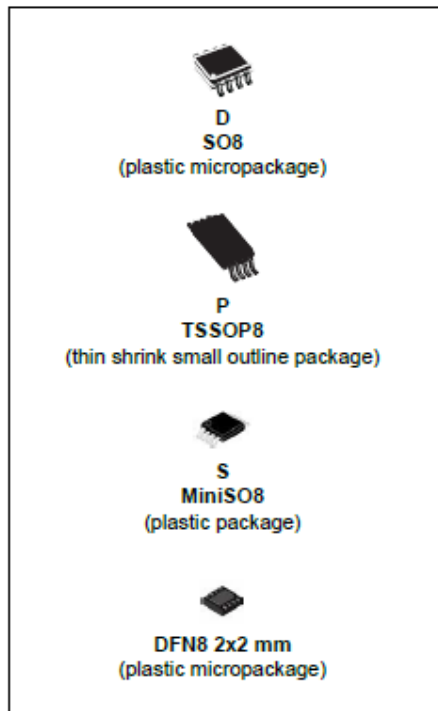 D
SO8
(plastic micropackage)
P
TSSOP8
(thin shrink small outline package)
S
MiniSO8
(plastic package)
DFN8 2x2 mm
(plastic micropackage)